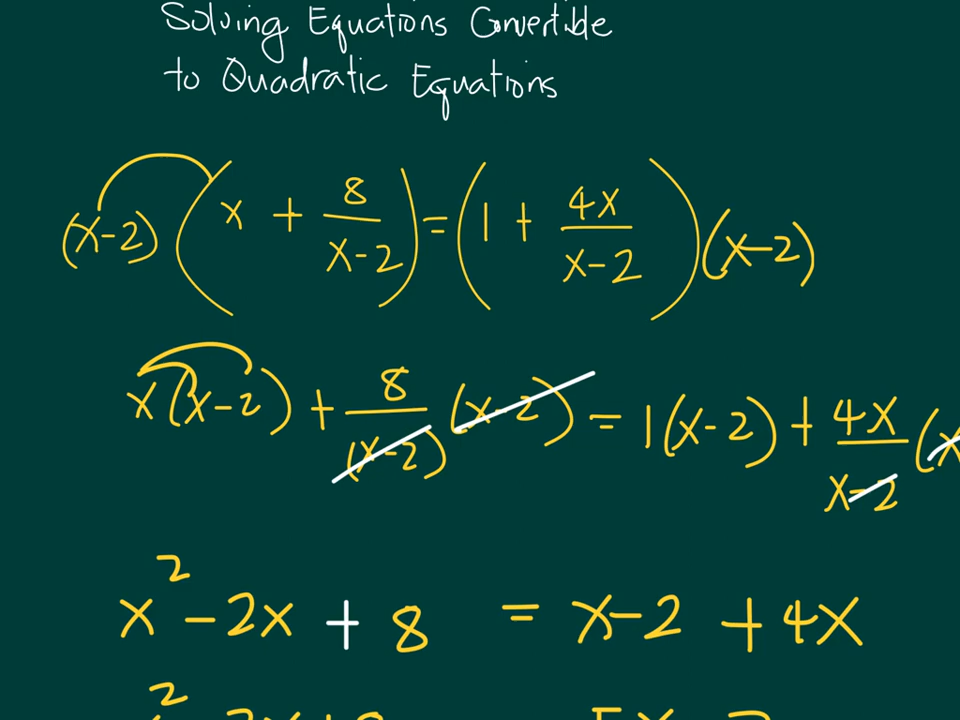 Solving Equations Convertible
to Quadratic Equations
(x-2) ( x + 8/(x-2) ) = ( 1 + 4x/(x-2) ) (x-2)
x(x-2) + 8/(x-2) (x-2) = 1(x-2) + 4x/(x-2) (x
x² - 2x + 8 = x-2 + 4x